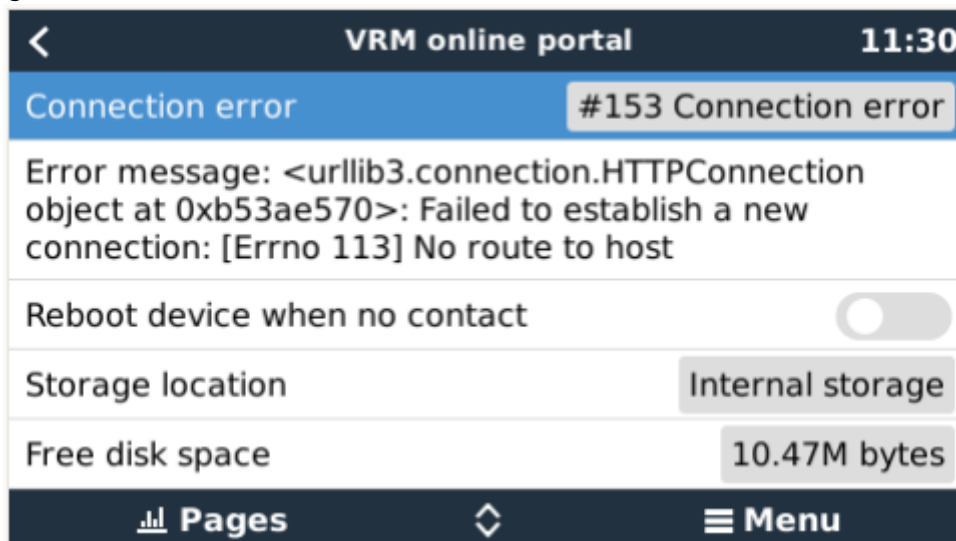 VRM online portal 11:30
Connection error #153 Connection error
Error message: <urllib3.connection.HTTPConnection
object at 0xb53ae570>: Failed to establish a new
connection: [Errno 113] No route to host
Reboot device when no contact
Storage location Internal storage
Free disk space 10.47M bytes
Pages Menu